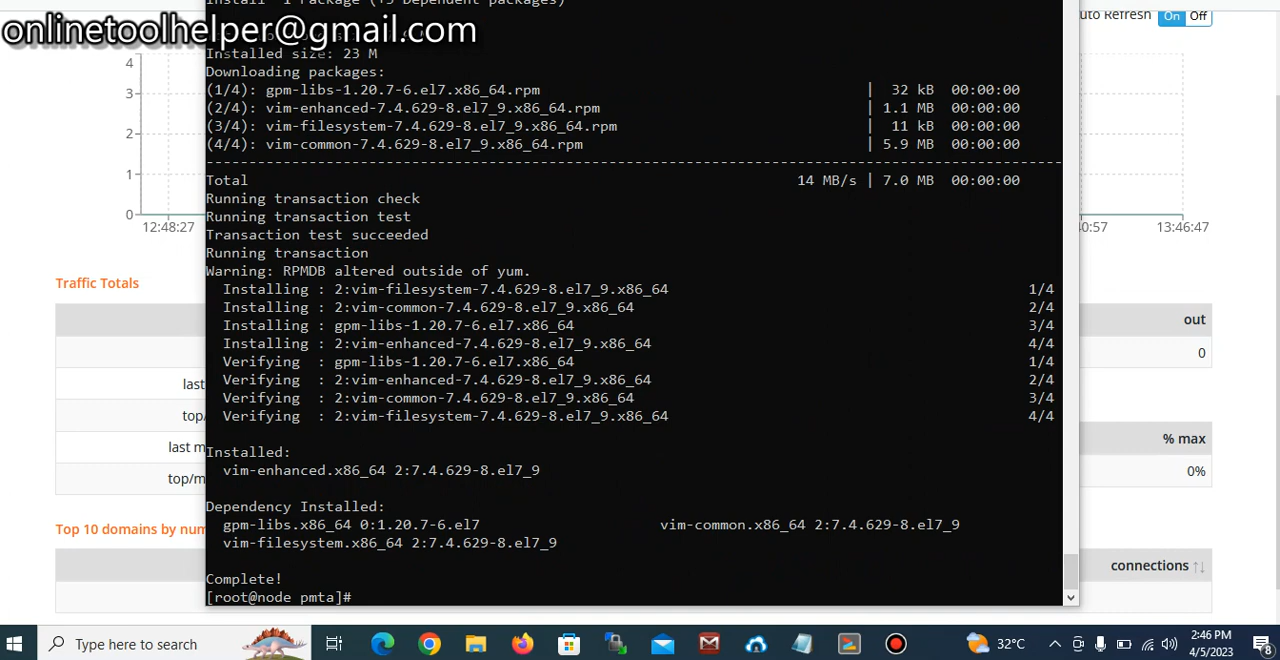 Install  1 Package (+3 Dependent packages)
uto Refresh On Off
onlinetoolhelper@gmail.com
Installed size: 23 M
Downloading packages:
(1/4): gpm-libs-1.20.7-6.el7.x86_64.rpm | 32 kB 00:00:00
(2/4): vim-enhanced-7.4.629-8.el7_9.x86_64.rpm | 1.1 MB 00:00:00
(3/4): vim-filesystem-7.4.629-8.el7_9.x86_64.rpm | 11 kB 00:00:00
(4/4): vim-common-7.4.629-8.el7_9.x86_64.rpm | 5.9 MB 00:00:00
--------------------------------------------------------------------------------
Total 14 MB/s | 7.0 MB 00:00:00
Running transaction check
Running transaction test
Transaction test succeeded
Running transaction
Warning: RPMDB altered outside of yum.
Installing : 2:vim-filesystem-7.4.629-8.el7_9.x86_64 1/4
Installing : 2:vim-common-7.4.629-8.el7_9.x86_64 2/4
Installing : gpm-libs-1.20.7-6.el7.x86_64 3/4
Installing : 2:vim-enhanced-7.4.629-8.el7_9.x86_64 4/4
Verifying : gpm-libs-1.20.7-6.el7.x86_64 1/4
Verifying : 2:vim-enhanced-7.4.629-8.el7_9.x86_64 2/4
Verifying : 2:vim-common-7.4.629-8.el7_9.x86_64 3/4
Verifying : 2:vim-filesystem-7.4.629-8.el7_9.x86_64 4/4
Installed:
vim-enhanced.x86_64 2:7.4.629-8.el7_9
Dependency Installed:
gpm-libs.x86_64 0:1.20.7-6.el7 vim-common.x86_64 2:7.4.629-8.el7_9
vim-filesystem.x86_64 2:7.4.629-8.el7_9
Complete!
[root@node pmta]#
4
3
2
1
0
12:48:27
40:57
13:46:47
Traffic Totals
out
0
last
top/
last m
% max
top/m
0%
Top 10 domains by num
connections
Type here to search
32°C
2:46 PM
4/5/2023
8